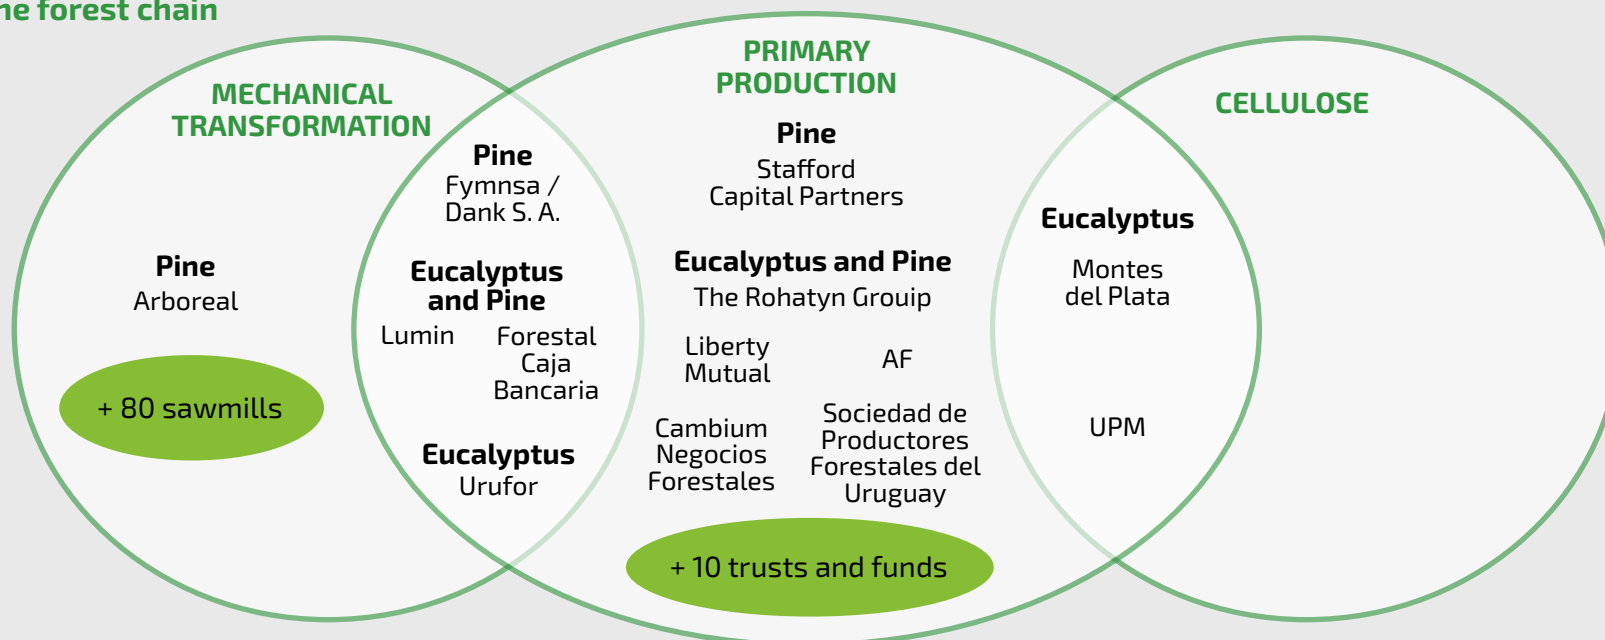 forest chain
MECHANICAL
TRANSFORMATION
Pine
Arboreal
+ 80 sawmills
Pine
Fymnsa /
Dank S. A.
Eucalyptus
and Pine
Lumin
Forestal
Caja
Bancaria
Eucalyptus
Urufor
PRIMARY
PRODUCTION
Pine
Stafford
Capital Partners
Eucalyptus and Pine
The Rohatyn Grouip
Liberty
Mutual
AF
Cambium
Negocios
Forestales
Sociedad de
Productores
Forestales del
Uruguay
+ 10 trusts and funds
CELLULOSE
Eucalyptus
Montes
del Plata
UPM